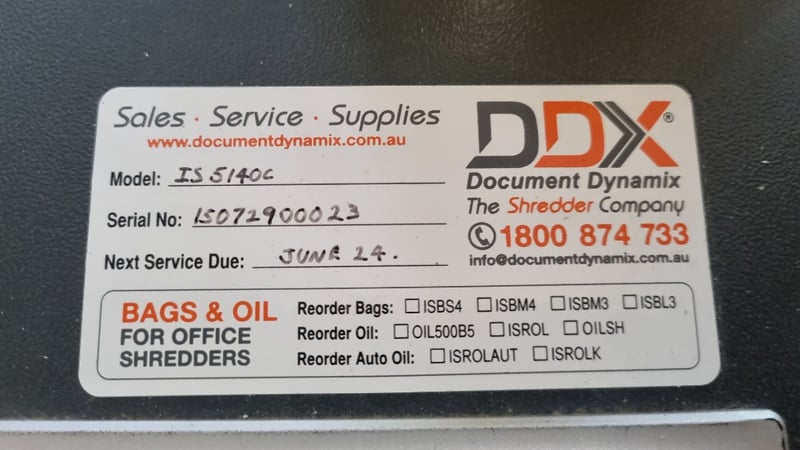 Sales · Service · Supplies
www.documentdynamix.com.au
DDX®
Document Dynamix
The Shredder Company
1800 874 733
info@documentdynamix.com.au
Model: IS 5140C
Serial No: 15072900023
Next Service Due: JUNE 24.
BAGS & OIL
FOR OFFICE
SHREDDERS
Reorder Bags: ISBS4 ISBM4 ISBM3 ISBL3
Reorder Oil: OIL500B5 ISROL OILSH
Reorder Auto Oil: ISROLAUT ISROLK